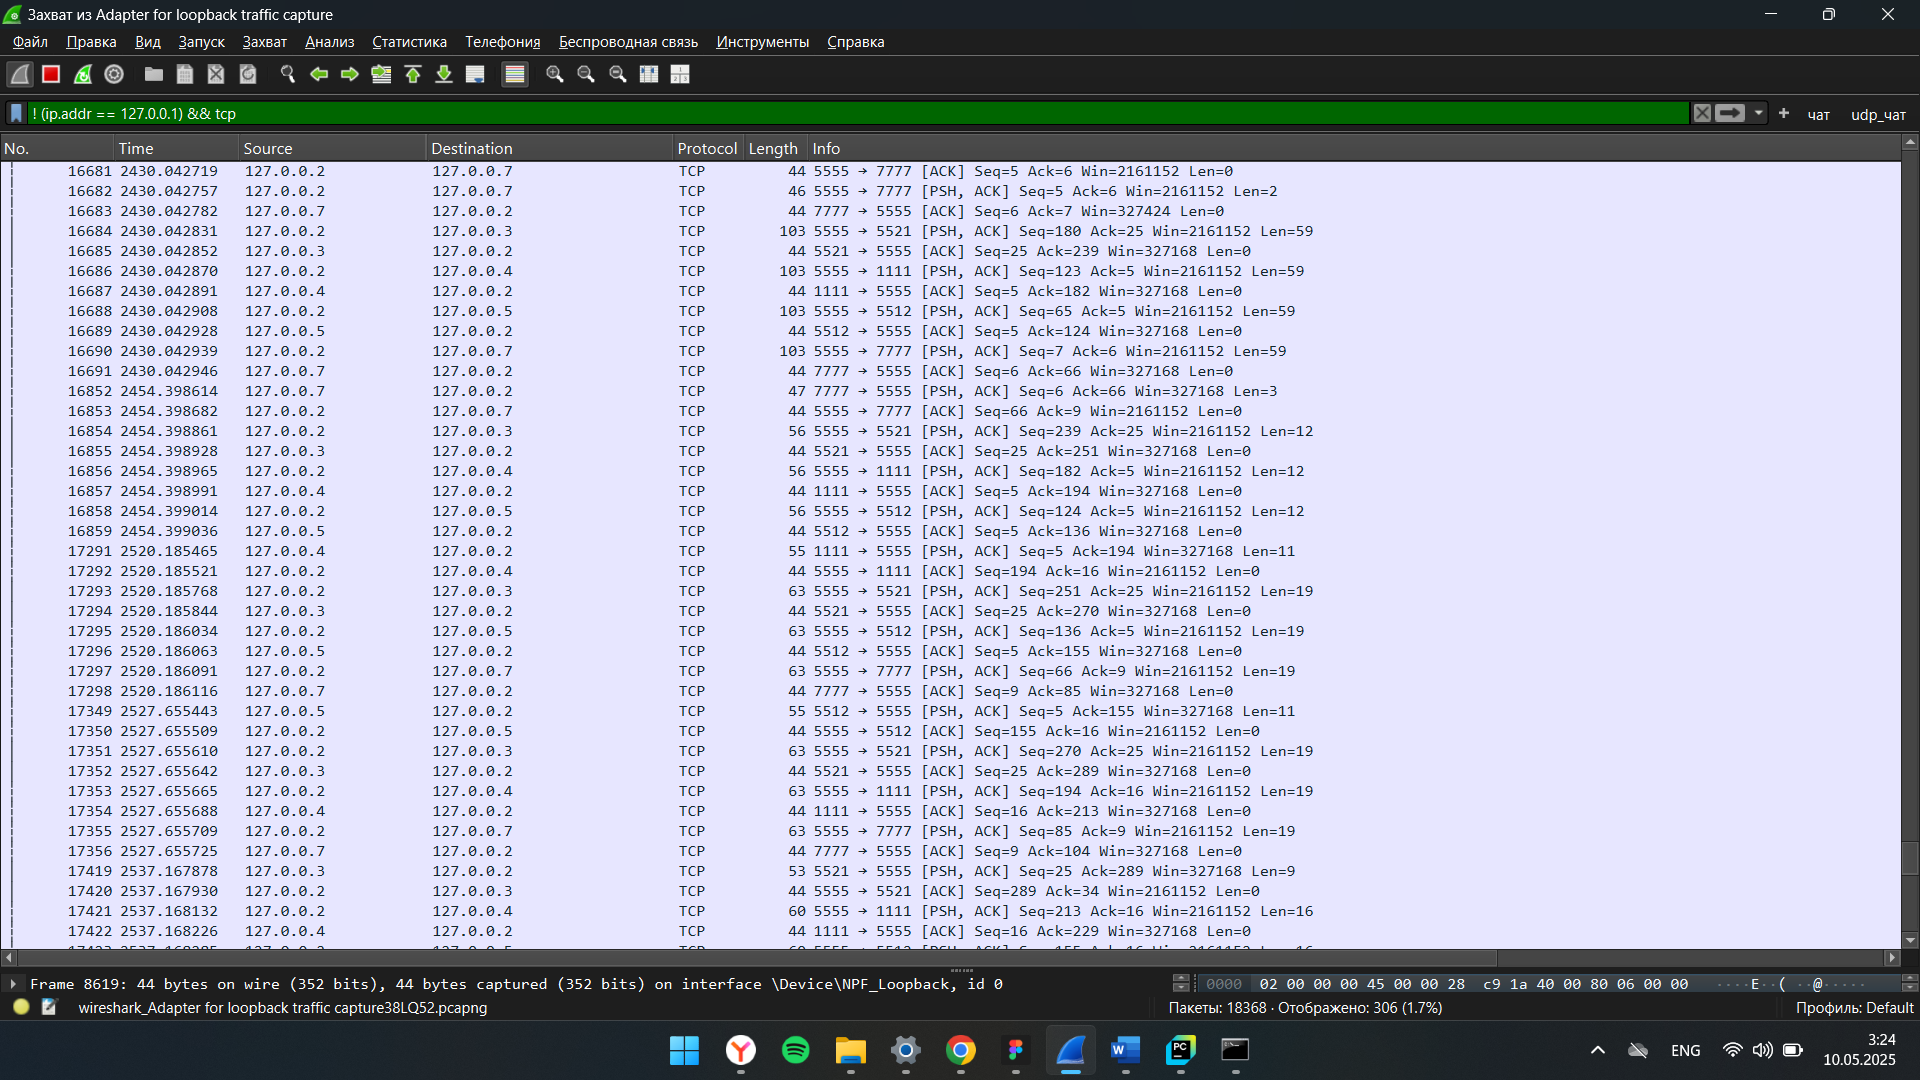 Захват из Adapter for loopback traffic capture
Файл Правка Вид Запуск Захват Анализ Статистика Телефония Беспроводная связь Инструменты Справка
! (ip.addr == 127.0.0.1) && tcp
чат udp_чат
No. Time Source Destination Protocol Length Info
16681 2430.042719 127.0.0.2 127.0.0.7 TCP 44 5555 → 7777 [ACK] Seq=5 Ack=6 Win=2161152 Len=0
16682 2430.042757 127.0.0.2 127.0.0.7 TCP 46 5555 → 7777 [PSH, ACK] Seq=5 Ack=6 Win=2161152 Len=2
16683 2430.042782 127.0.0.7 127.0.0.2 TCP 44 7777 → 5555 [ACK] Seq=6 Ack=7 Win=327424 Len=0
16684 2430.042831 127.0.0.2 127.0.0.3 TCP 103 5555 → 5521 [PSH, ACK] Seq=180 Ack=25 Win=2161152 Len=59
16685 2430.042852 127.0.0.3 127.0.0.2 TCP 44 5521 → 5555 [ACK] Seq=25 Ack=239 Win=327168 Len=0
16686 2430.042870 127.0.0.2 127.0.0.4 TCP 103 5555 → 1111 [PSH, ACK] Seq=123 Ack=5 Win=2161152 Len=59
16687 2430.042891 127.0.0.4 127.0.0.2 TCP 44 1111 → 5555 [ACK] Seq=5 Ack=182 Win=327168 Len=0
16688 2430.042908 127.0.0.2 127.0.0.5 TCP 103 5555 → 5512 [PSH, ACK] Seq=65 Ack=5 Win=2161152 Len=59
16689 2430.042928 127.0.0.5 127.0.0.2 TCP 44 5512 → 5555 [ACK] Seq=5 Ack=124 Win=327168 Len=0
16690 2430.042939 127.0.0.2 127.0.0.7 TCP 103 5555 → 7777 [PSH, ACK] Seq=7 Ack=6 Win=2161152 Len=59
16691 2430.042946 127.0.0.7 127.0.0.2 TCP 44 7777 → 5555 [ACK] Seq=6 Ack=66 Win=327168 Len=0
16852 2454.398614 127.0.0.7 127.0.0.2 TCP 47 7777 → 5555 [PSH, ACK] Seq=6 Ack=66 Win=327168 Len=3
16853 2454.398682 127.0.0.2 127.0.0.7 TCP 44 5555 → 7777 [ACK] Seq=66 Ack=9 Win=2161152 Len=0
16854 2454.398861 127.0.0.2 127.0.0.3 TCP 56 5555 → 5521 [PSH, ACK] Seq=239 Ack=25 Win=2161152 Len=12
16855 2454.398928 127.0.0.3 127.0.0.2 TCP 44 5521 → 5555 [ACK] Seq=25 Ack=251 Win=327168 Len=0
16856 2454.398965 127.0.0.2 127.0.0.4 TCP 56 5555 → 1111 [PSH, ACK] Seq=182 Ack=5 Win=2161152 Len=12
16857 2454.398991 127.0.0.4 127.0.0.2 TCP 44 1111 → 5555 [ACK] Seq=5 Ack=194 Win=327168 Len=0
16858 2454.399014 127.0.0.2 127.0.0.5 TCP 56 5555 → 5512 [PSH, ACK] Seq=124 Ack=5 Win=2161152 Len=12
16859 2454.399036 127.0.0.5 127.0.0.2 TCP 44 5512 → 5555 [ACK] Seq=5 Ack=136 Win=327168 Len=0
17291 2520.185465 127.0.0.4 127.0.0.2 TCP 55 1111 → 5555 [PSH, ACK] Seq=5 Ack=194 Win=327168 Len=11
17292 2520.185521 127.0.0.2 127.0.0.4 TCP 44 5555 → 1111 [ACK] Seq=194 Ack=16 Win=2161152 Len=0
17293 2520.185768 127.0.0.2 127.0.0.3 TCP 63 5555 → 5521 [PSH, ACK] Seq=251 Ack=25 Win=2161152 Len=19
17294 2520.185844 127.0.0.3 127.0.0.2 TCP 44 5521 → 5555 [ACK] Seq=25 Ack=270 Win=327168 Len=0
17295 2520.186034 127.0.0.2 127.0.0.5 TCP 63 5555 → 5512 [PSH, ACK] Seq=136 Ack=5 Win=2161152 Len=19
17296 2520.186063 127.0.0.5 127.0.0.2 TCP 44 5512 → 5555 [ACK] Seq=5 Ack=155 Win=327168 Len=0
17297 2520.186091 127.0.0.2 127.0.0.7 TCP 63 5555 → 7777 [PSH, ACK] Seq=66 Ack=9 Win=2161152 Len=19
17298 2520.186116 127.0.0.7 127.0.0.2 TCP 44 7777 → 5555 [ACK] Seq=9 Ack=85 Win=327168 Len=0
17349 2527.655443 127.0.0.5 127.0.0.2 TCP 55 5512 → 5555 [PSH, ACK] Seq=5 Ack=155 Win=327168 Len=11
17350 2527.655509 127.0.0.2 127.0.0.5 TCP 44 5555 → 5512 [ACK] Seq=155 Ack=16 Win=2161152 Len=0
17351 2527.655610 127.0.0.2 127.0.0.3 TCP 63 5555 → 5521 [PSH, ACK] Seq=270 Ack=25 Win=2161152 Len=19
17352 2527.655642 127.0.0.3 127.0.0.2 TCP 44 5521 → 5555 [ACK] Seq=25 Ack=289 Win=327168 Len=0
17353 2527.655665 127.0.0.2 127.0.0.4 TCP 63 5555 → 1111 [PSH, ACK] Seq=194 Ack=16 Win=2161152 Len=19
17354 2527.655688 127.0.0.4 127.0.0.2 TCP 44 1111 → 5555 [ACK] Seq=16 Ack=213 Win=327168 Len=0
17355 2527.655709 127.0.0.2 127.0.0.7 TCP 63 5555 → 7777 [PSH, ACK] Seq=85 Ack=9 Win=2161152 Len=19
17356 2527.655725 127.0.0.7 127.0.0.2 TCP 44 7777 → 5555 [ACK] Seq=9 Ack=104 Win=327168 Len=0
17419 2537.167878 127.0.0.3 127.0.0.2 TCP 53 5521 → 5555 [PSH, ACK] Seq=25 Ack=289 Win=327168 Len=9
17420 2537.167930 127.0.0.2 127.0.0.3 TCP 44 5555 → 5521 [ACK] Seq=289 Ack=34 Win=2161152 Len=0
17421 2537.168132 127.0.0.2 127.0.0.4 TCP 60 5555 → 1111 [PSH, ACK] Seq=213 Ack=16 Win=2161152 Len=16
17422 2537.168226 127.0.0.4 127.0.0.2 TCP 44 1111 → 5555 [ACK] Seq=16 Ack=229 Win=327168 Len=0
Frame 8619: 44 bytes on wire (352 bits), 44 bytes captured (352 bits) on interface \Device\NPF_Loopback, id 0
0000 02 00 00 00 45 00 00 28 c9 1a 40 00 80 06 00 00 ····E··( ··@·····
wireshark_Adapter for loopback traffic capture38LQ52.pcapng
Пакеты: 18368 · Отображено: 306 (1.7%)
Профиль: Default
ENG
3:24
10.05.2025